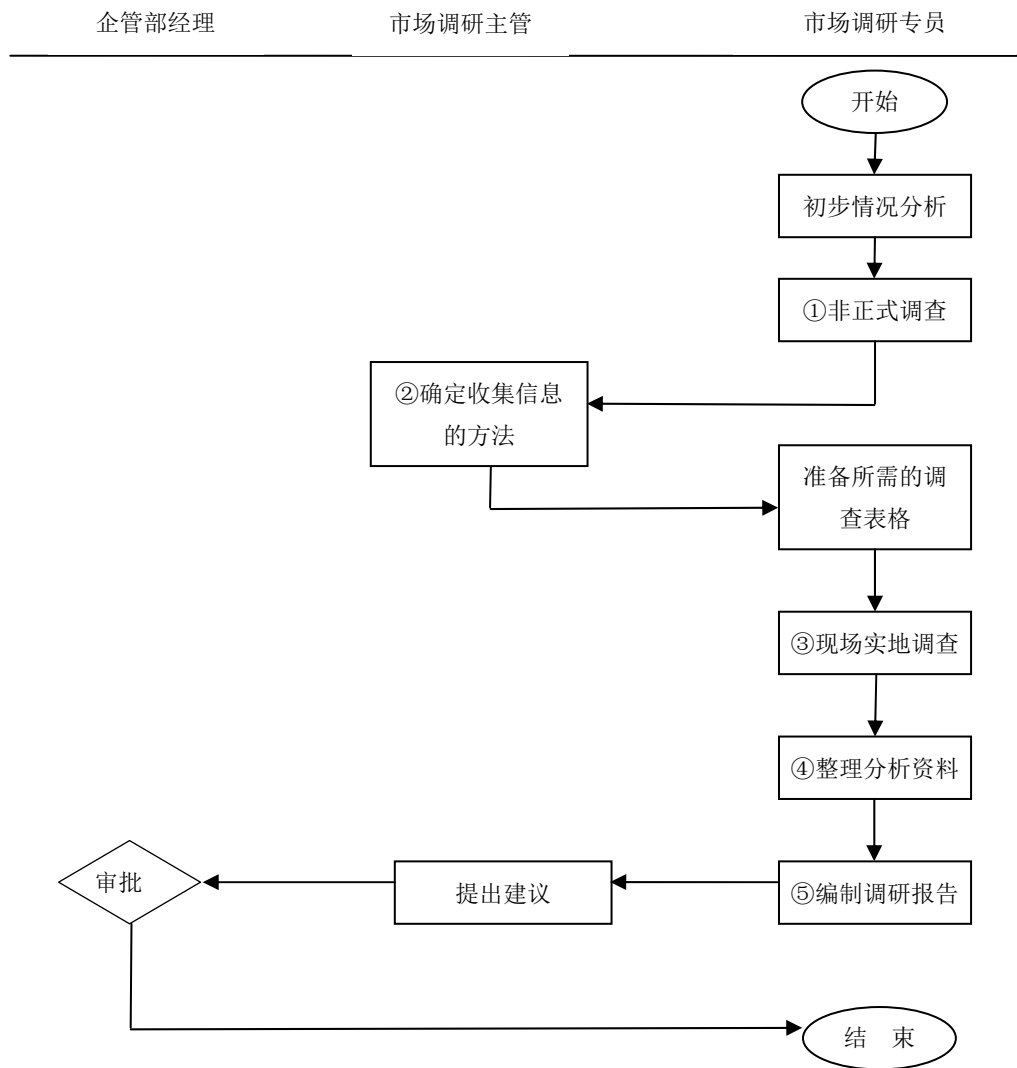 企管部经理
市场调研主管
市场调研专员
开始
初步情况分析
①非正式调查
②确定收集信息
的方法
准备所需的调
查表格
③现场实地调查
④整理分析资料
⑤编制调研报告
提出建议
审批
结 束